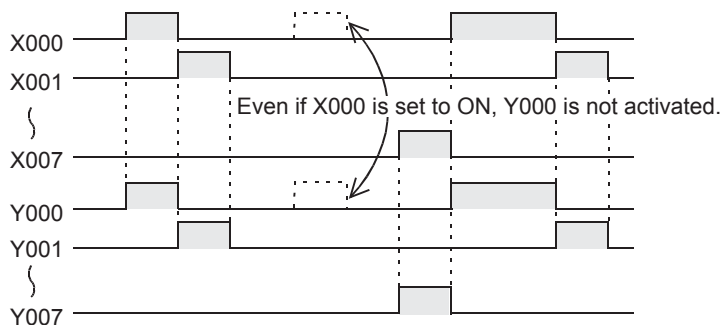 X000
X001
Even if X000 is set to ON, Y000 is not activated.
X007
Y000
Y001
Y007